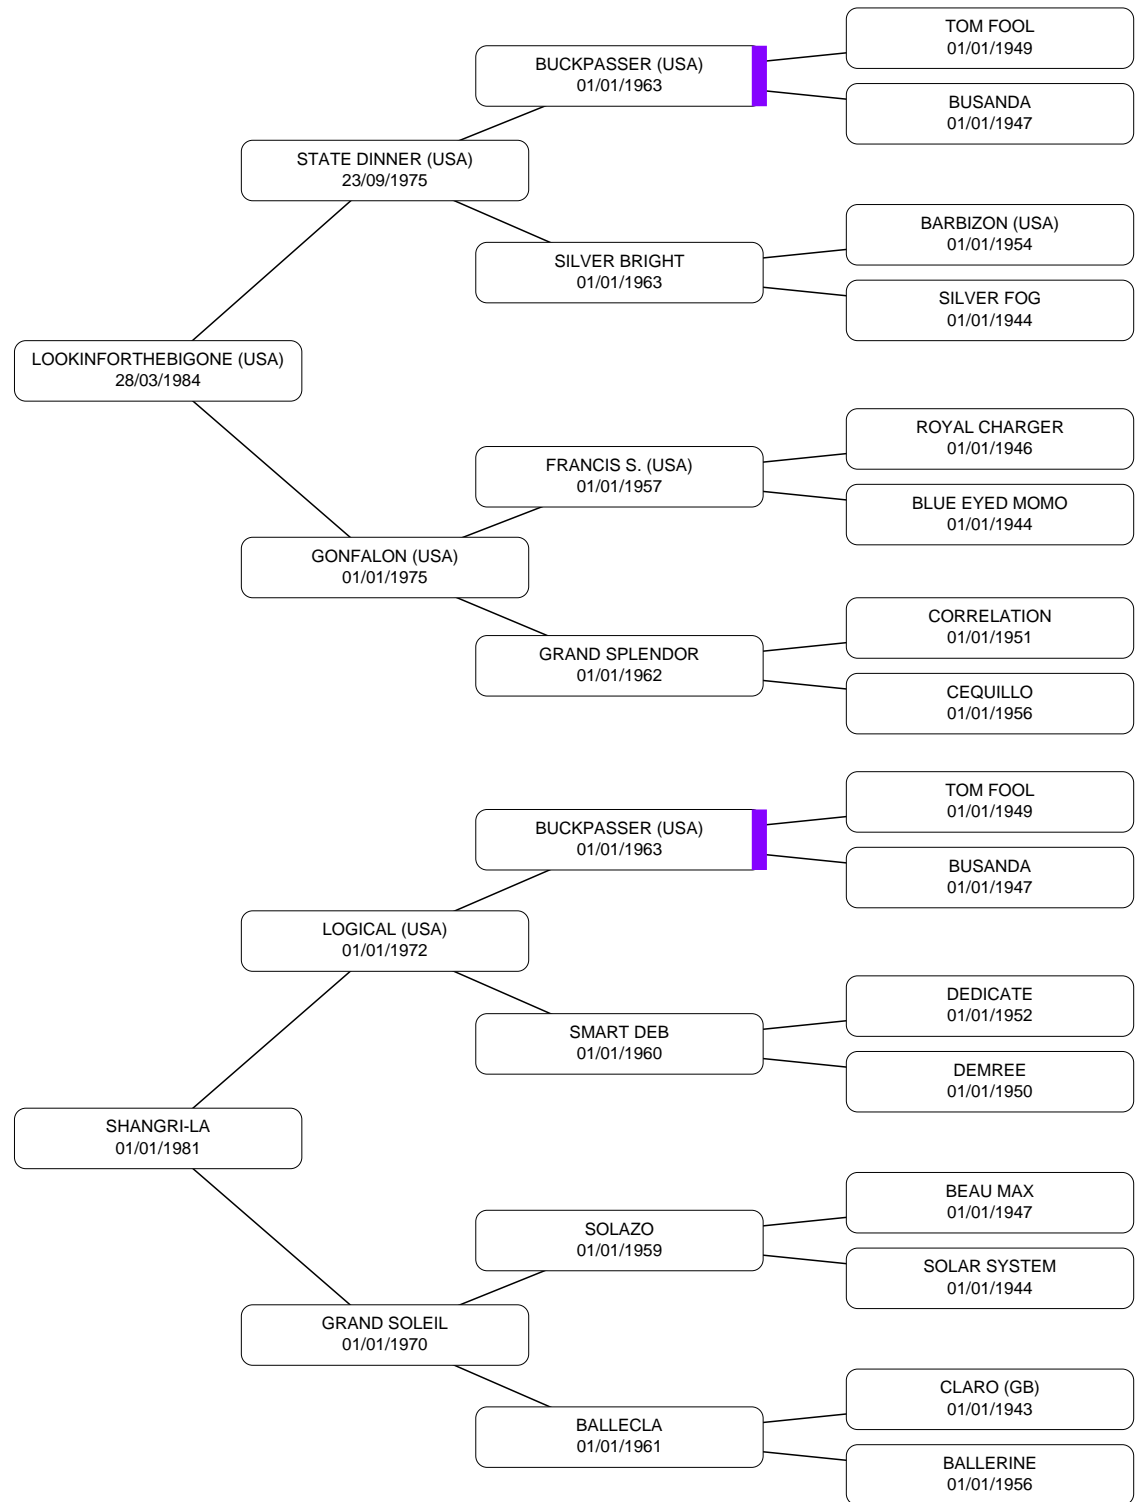 TOM FOOL
01/01/1949
BUCKPASSER (USA)
01/01/1963
BUSANDA
01/01/1947
STATE DINNER (USA)
23/09/1975
BARBIZON (USA)
01/01/1954
SILVER BRIGHT
01/01/1963
SILVER FOG
01/01/1944
LOOKINFORTHEBIGONE (USA)
28/03/1984
ROYAL CHARGER
01/01/1946
FRANCIS S. (USA)
01/01/1957
BLUE EYED MOMO
01/01/1944
GONFALON (USA)
01/01/1975
CORRELATION
01/01/1951
GRAND SPLENDOR
01/01/1962
CEQUILLO
01/01/1956
TOM FOOL
01/01/1949
BUCKPASSER (USA)
01/01/1963
BUSANDA
01/01/1947
LOGICAL (USA)
01/01/1972
DEDICATE
01/01/1952
SMART DEB
01/01/1960
DEMREE
01/01/1950
SHANGRI-LA
01/01/1981
BEAU MAX
01/01/1947
SOLAZO
01/01/1959
SOLAR SYSTEM
01/01/1944
GRAND SOLEIL
01/01/1970
CLARO (GB)
01/01/1943
BALLECLA
01/01/1961
BALLERINE
01/01/1956